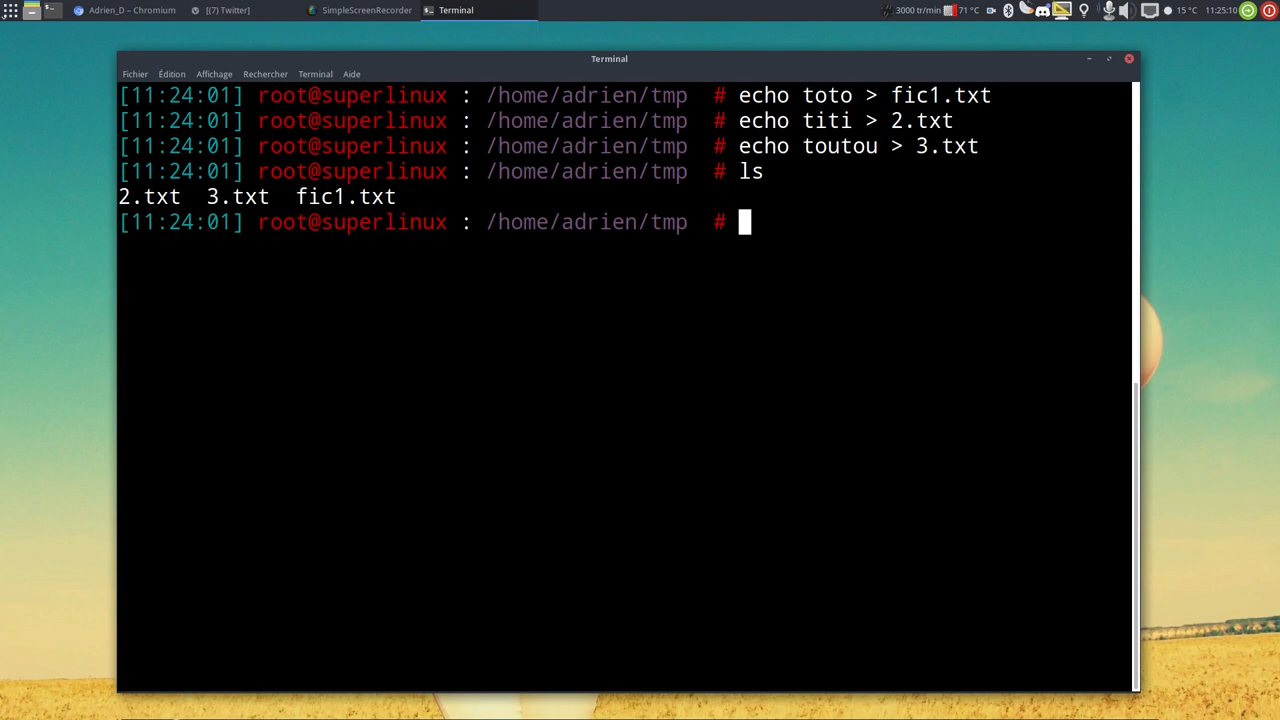 Adrien_D – Chromium [(7) Twitter] SimpleScreenRecorder Terminal 3000 tr/min 71 °C 15 °C 11:25:10
Terminal
Fichier Édition Affichage Rechercher Terminal Aide
[11:24:01] root@superlinux : /home/adrien/tmp # echo toto > fic1.txt
[11:24:01] root@superlinux : /home/adrien/tmp # echo titi > 2.txt
[11:24:01] root@superlinux : /home/adrien/tmp # echo toutou > 3.txt
[11:24:01] root@superlinux : /home/adrien/tmp # ls
2.txt 3.txt fic1.txt
[11:24:01] root@superlinux : /home/adrien/tmp #